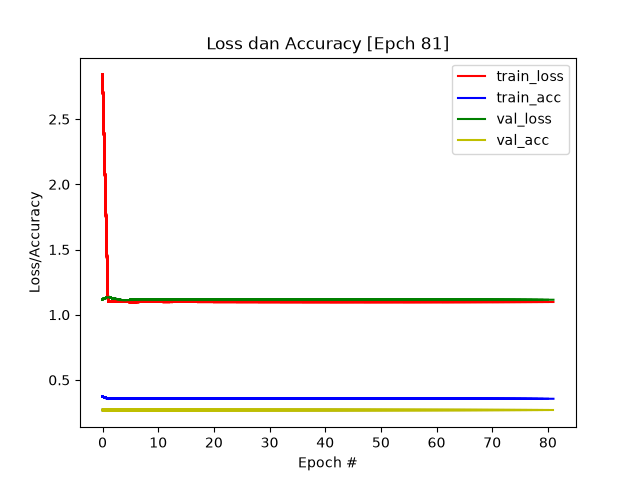 Loss dan Accuracy [Epch 81]
train_loss
train_acc
val_loss
val_acc
Loss/Accuracy
2.5
2.0
1.5
1.0
0.5
0 10 20 30 40 50 60 70 80
Epoch #